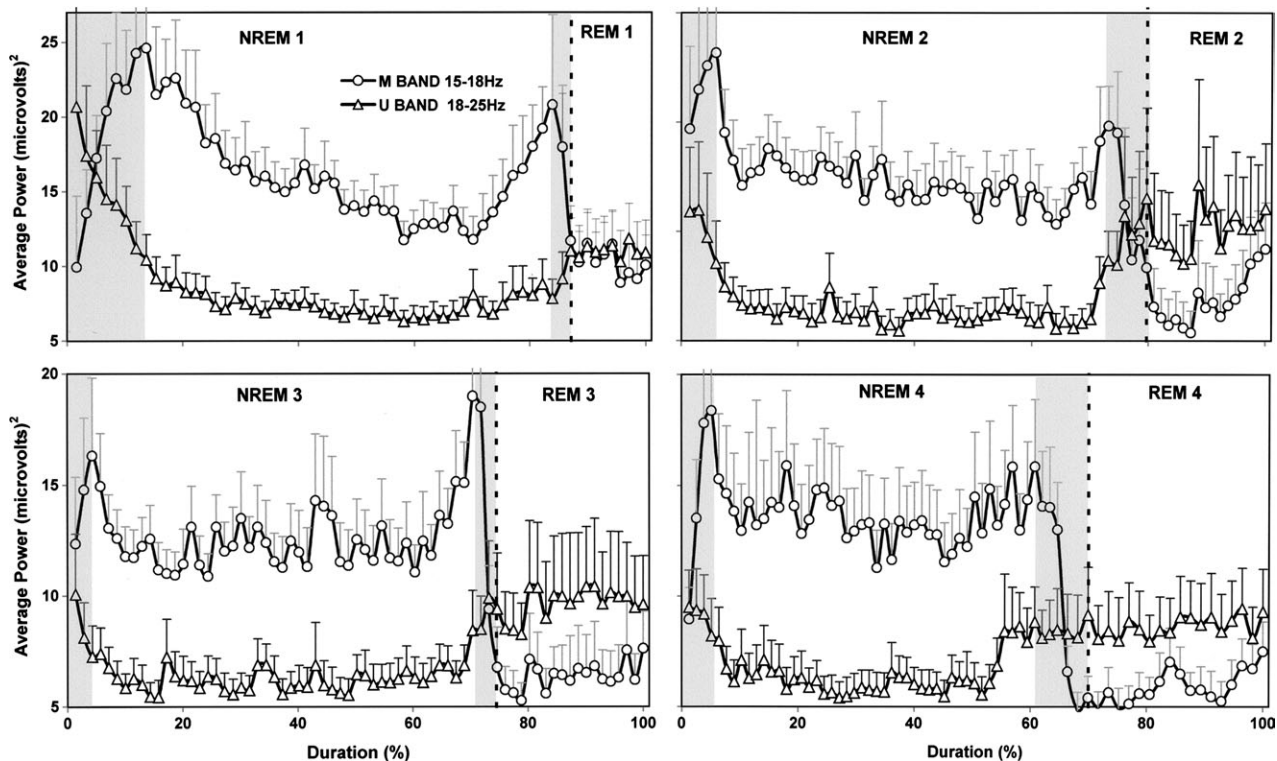 NREM 1
REM 1
NREM 2
REM 2
M BAND 15-18Hz
U BAND 18-25Hz
Average Power (microvolts)²
25
20
15
10
5
NREM 3
REM 3
NREM 4
REM 4
Average Power (microvolts)²
20
15
10
5
0 20 40 60 80 100
0 20 40 60 80 100
Duration (%)
Duration (%)